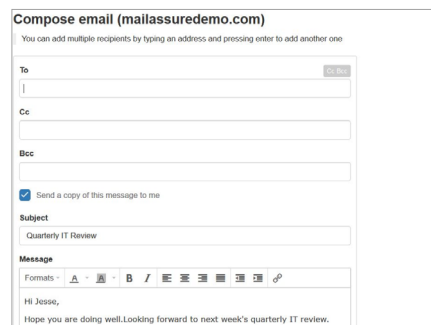 Compose email (mailassuredemo.com)
You can add multiple recipients by typing an address and pressing enter to add another one
To
Cc Bcc
Cc
Bcc
Send a copy of this message to me
Subject
Quarterly IT Review
Message
Formats A A B I
Hi Jesse,
Hope you are doing well.Looking forward to next week's quarterly IT review.